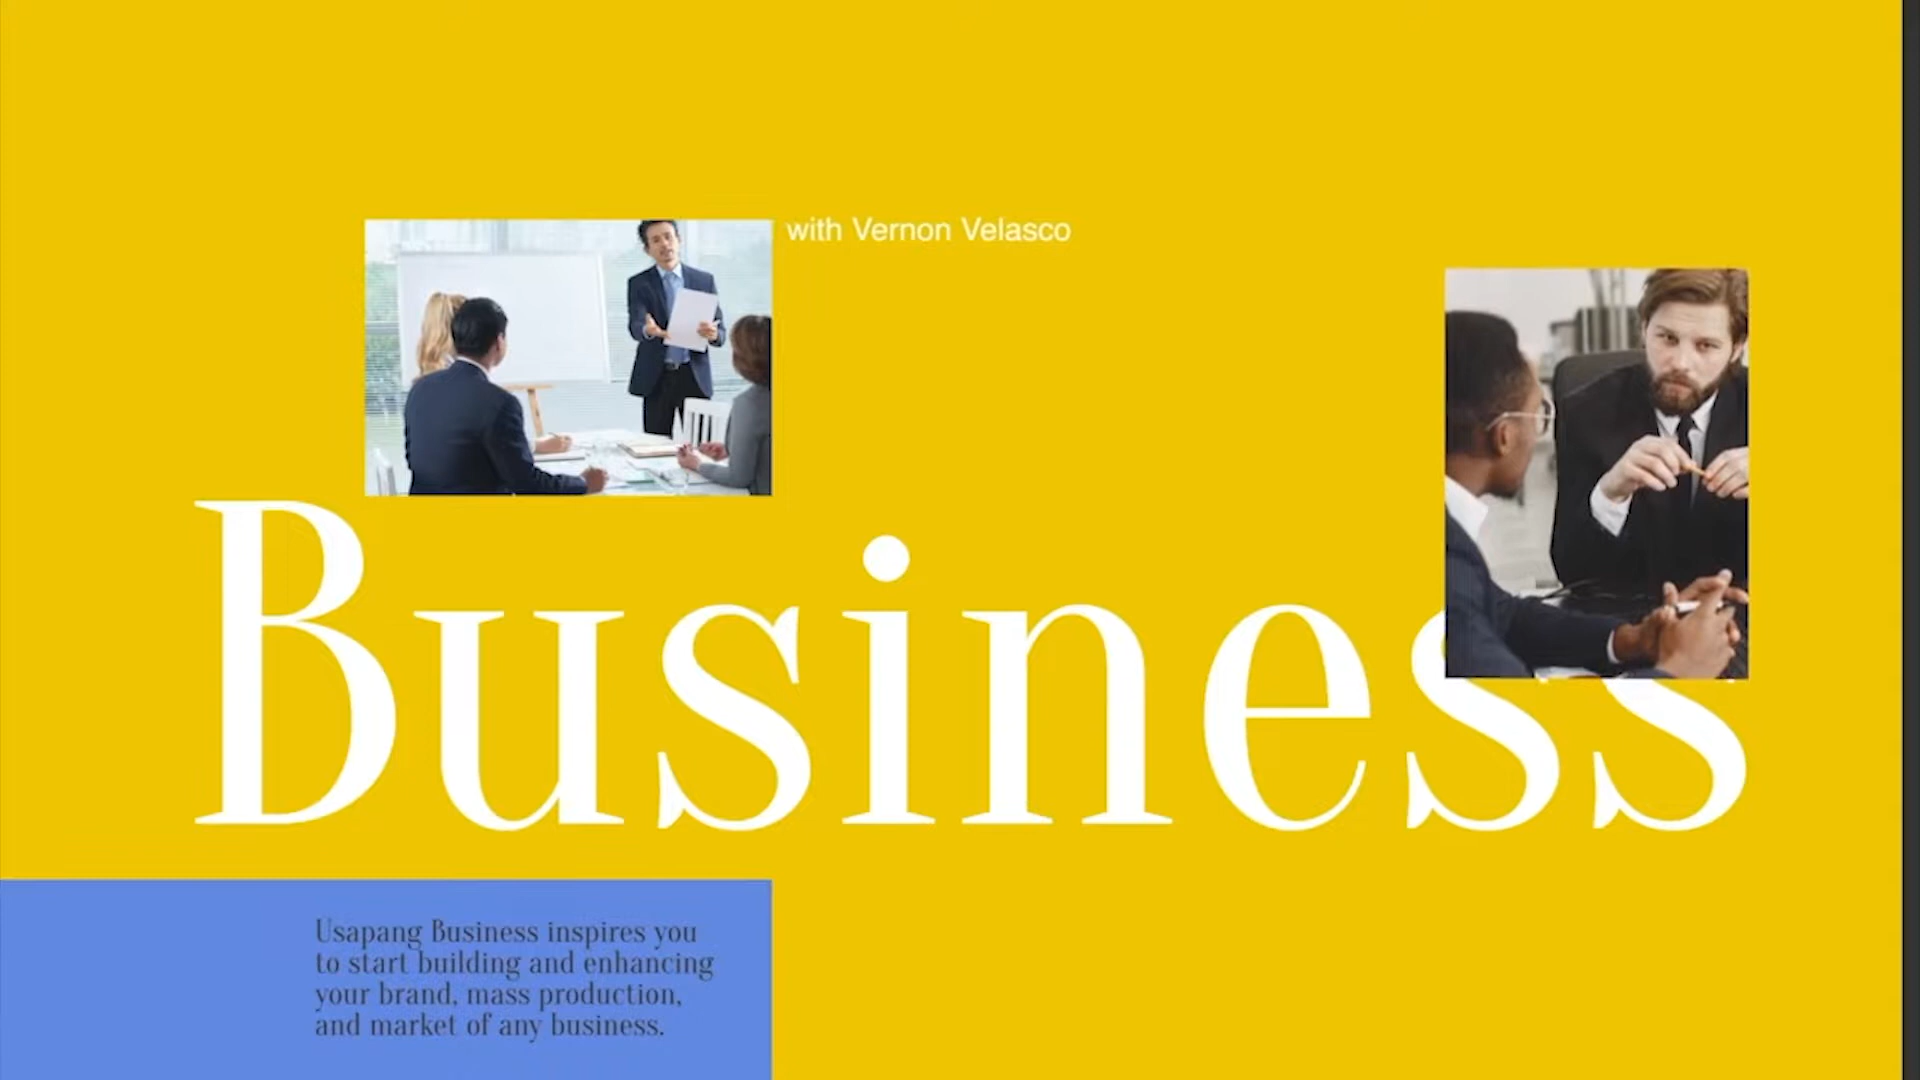 with Vernon Velasco
Business
Usapang Business inspires you
to start building and enhancing
your brand, mass production,
and market of any business.